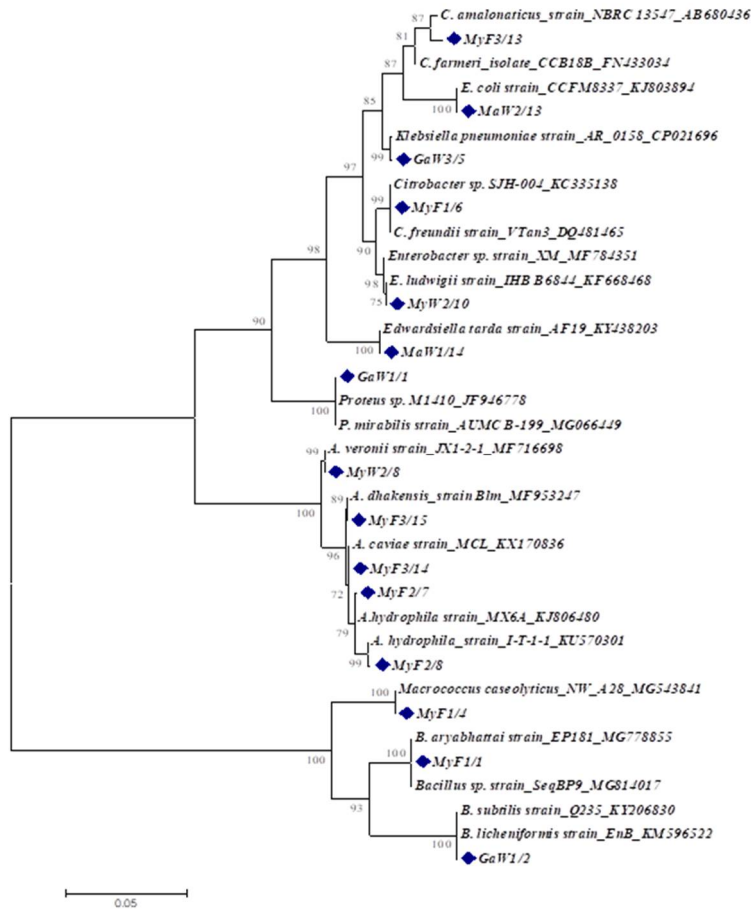 87 C. amalonaticus_strain_NBRC 13547_AB680436
81 MyF3/13
87 C. farmeri_isolate_CCB18B_FN433034
E. coli strain_CCFM8337_KJ803894
100 MaW2/13
85
Klebsiella pneumoniae strain_AR_0158_CP021696
99 GaW3/5
97
Citrobacter sp. SJH-004_KC335138
99 MyF1/6
C. freundii strain_VTan3_DQ481465
90
Enterobacter sp. strain_XM_MF784351
98 E. ludwigii strain_IHB B6844_KF668468
75 MyW2/10
98
Edwardsiella tarda strain_AF19_KY438203
100 MaW1/14
90
GaW1/1
100 Proteus sp. M1410_JF946778
P. mirabilis strain_AUMC B-199_MG066449
99 A. veronii strain_JX1-2-1_MF716698
MyW2/8
100
89 A. dhakensis_strain Blm_MF953247
MyF3/15
96 A. caviae strain_MCL_KX170836
MyF3/14
72 MyF2/7
A.hydrophila strain_MX6A_KJ806480
79
A. hydrophila_strain_I-T-1-1_KU570301
99 MyF2/8
100 Macrococcus caseolyticus_NW_A28_MG543841
MyF1/4
100
B. aryabhattai strain_EP181_MG778855
100 MyF1/1
Bacillus sp. strain_SeqBP9_MG814017
93
B. subtilis strain_Q235_KY206830
B. licheniformis strain_EnB_KM596522
100 GaW1/2
0.05